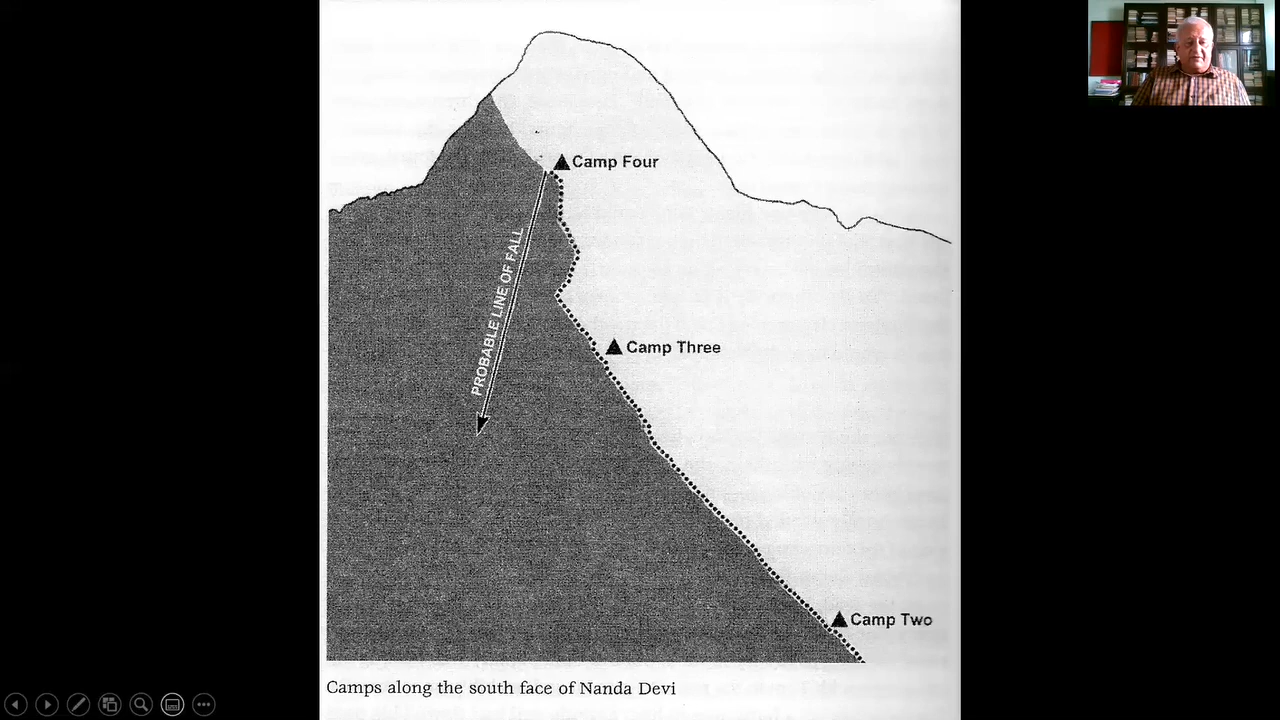 Camp Four
PROBABLE LINE OF FALL
Camp Three
Camp Two
Camps along the south face of Nanda Devi